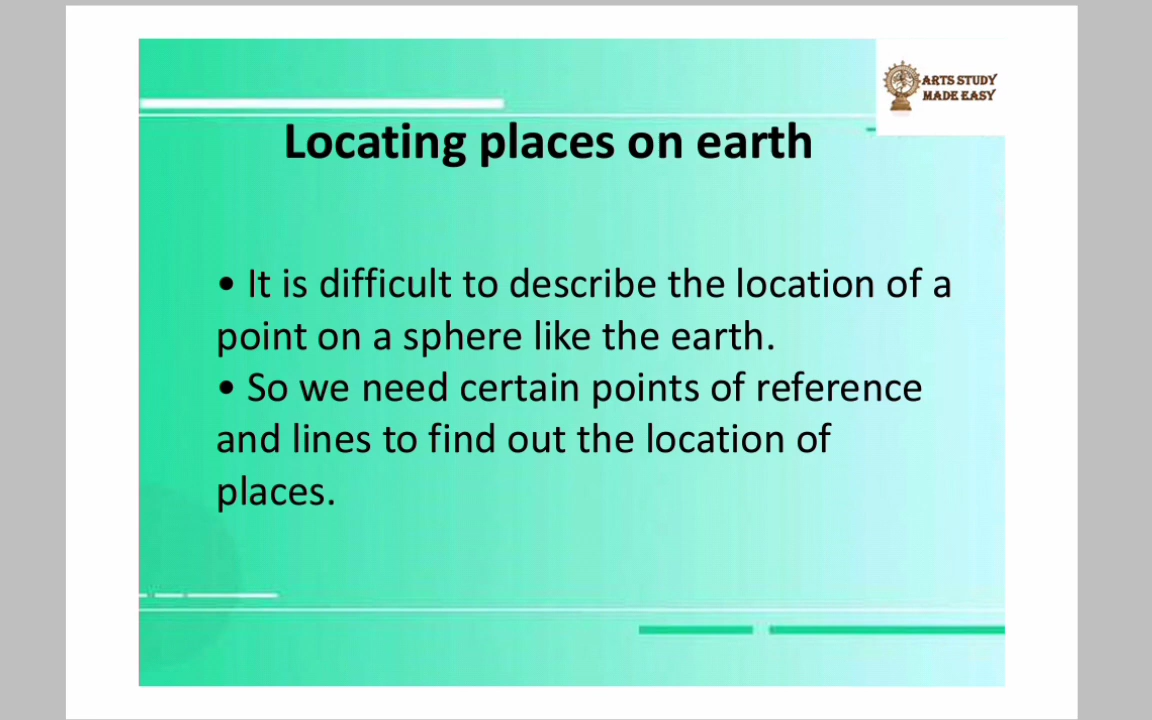 ARTS STUDY
MADE EASY
Locating places on earth
• It is difficult to describe the location of a
point on a sphere like the earth.
• So we need certain points of reference
and lines to find out the location of
places.